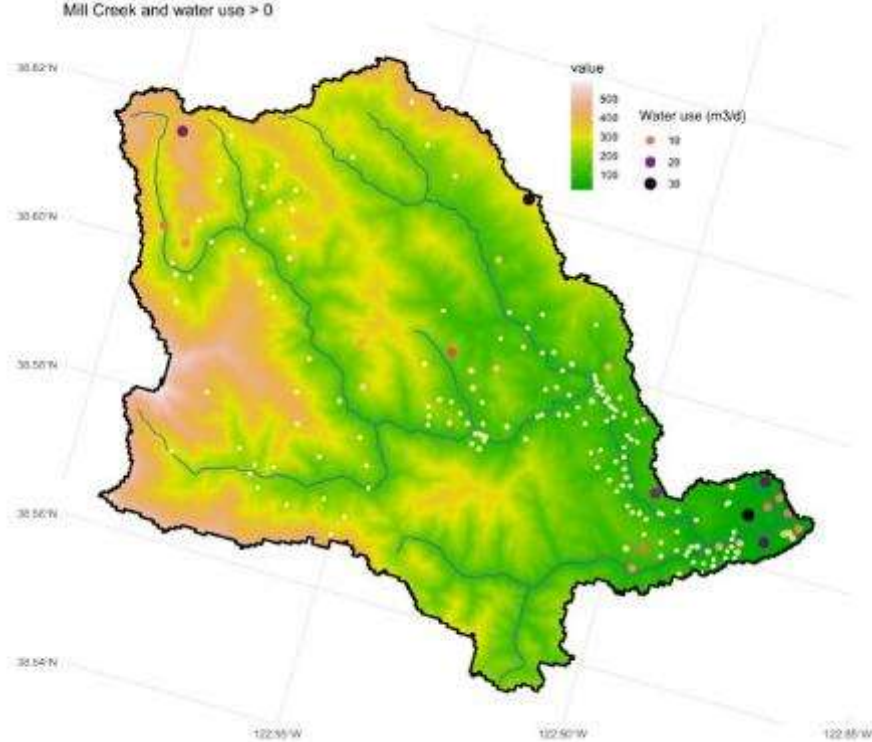 Mill Creek and water use > 0
38.62°N
38.60°N
38.58°N
38.56°N
38.54°N
value
500
400
300
200
100
Water use (m3/d)
10
20
30
122.95°W
122.90°W
122.85°W